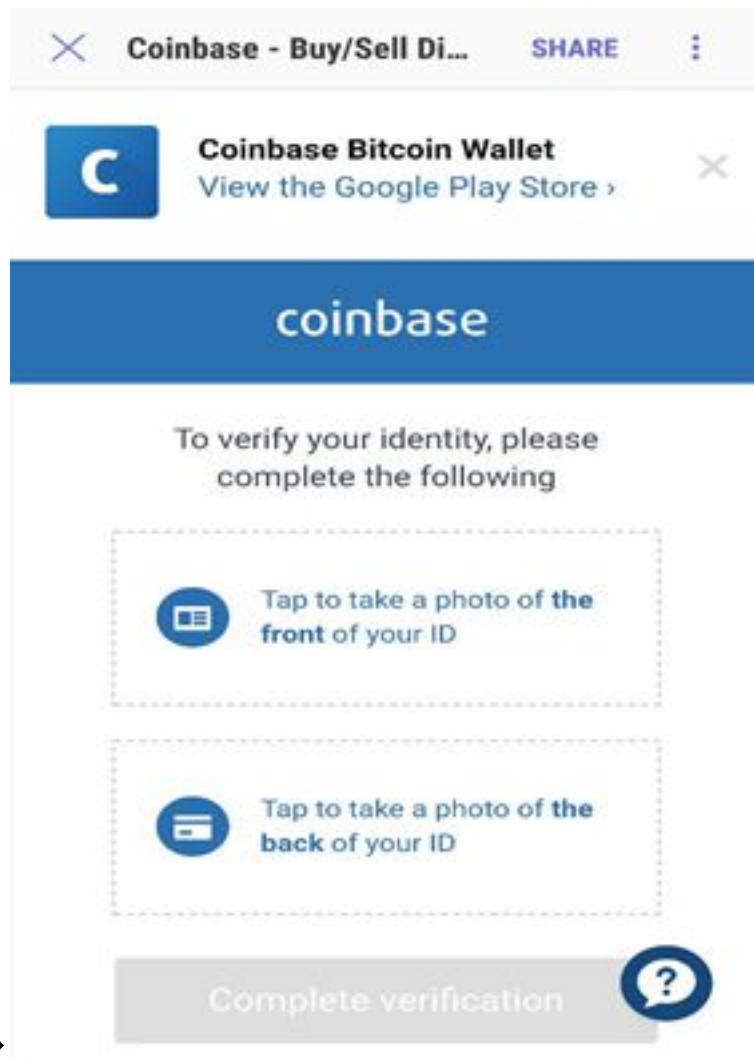 Coinbase - Buy/Sell Di...   SHARE
C
Coinbase Bitcoin Wallet
View the Google Play Store ›
coinbase
To verify your identity, please
complete the following
Tap to take a photo of the
front of your ID
Tap to take a photo of the
back of your ID
Complete verification
?